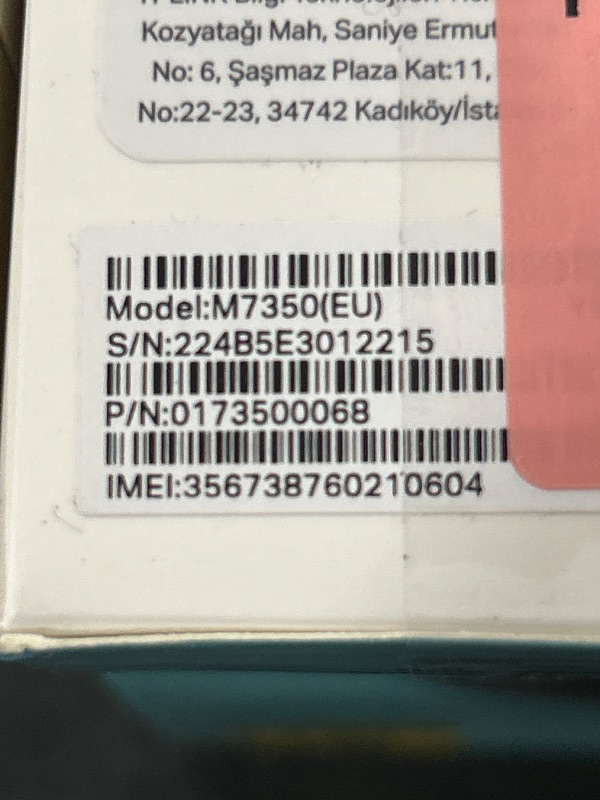 Kozyatağı Mah, Saniye Ermut
No: 6, Şaşmaz Plaza Kat:11,
No:22-23, 34742 Kadıköy/İsta
Model:M7350(EU)
S/N:224B5E3012215
P/N:0173500068
IMEI:356738760210604